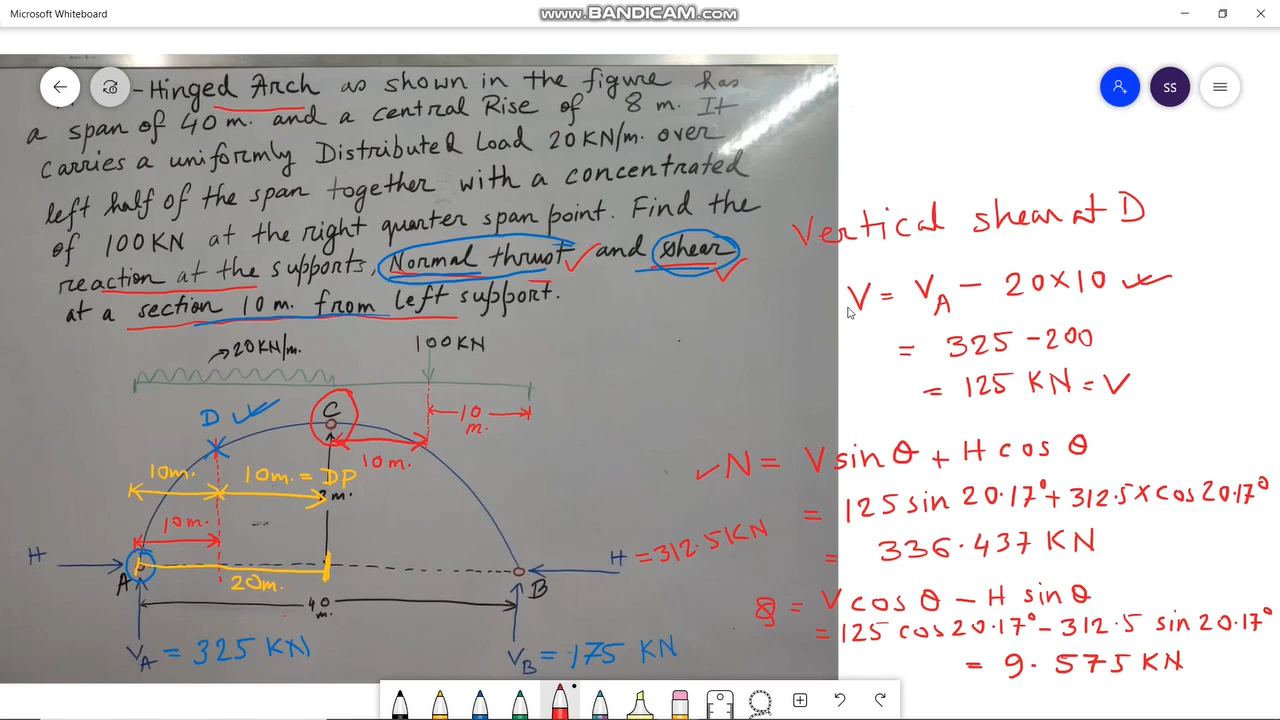 Microsoft Whiteboard
www.BANDICAM.com
SS
-Hinged Arch as shown in the figure has
a span of 40 m. and a central Rise of 8 m. It
carries a uniformly Distributed Load 20 KN/m. over
left half of the span together with a concentrated
of 100 KN at the right quarter span point. Find the
reaction at the supports, Normal thrust and shear
at a section 10 m. from left support.
20 KN/m.
100 KN
D
C
10 m.
10m.
10m. = DP
10 m.
m.
10 m.
H
A
20m.
40 m.
B
H = 312.5 KN
VA = 325 KN
VB = 175 KN
Vertical shear at D
V = VA - 20 x 10
= 325 - 200
= 125 KN = V
N = V sin θ + H cos θ
= 125 sin 20.17° + 312.5 x cos 20.17°
= 336.437 KN
Q = V cos θ - H sin θ
= 125 cos 20.17° - 312.5 sin 20.17°
= 9.575 KN